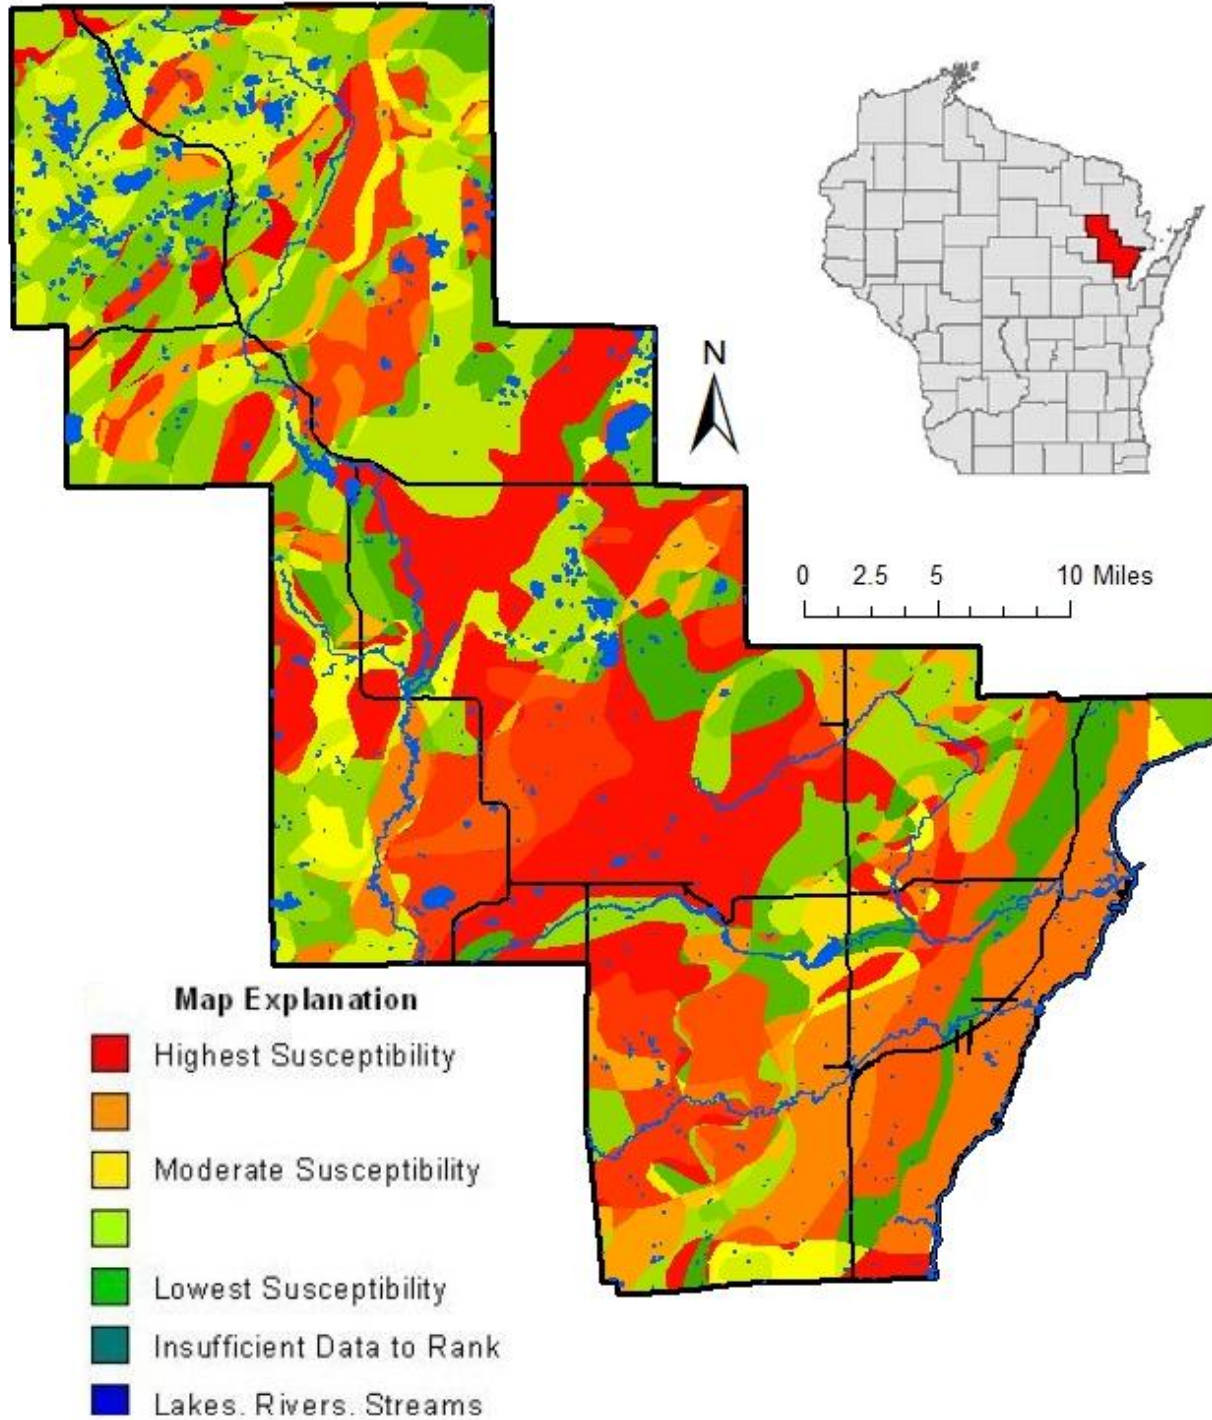 N
0 2.5 5 10 Miles
Map Explanation
Highest Susceptibility
Moderate Susceptibility
Lowest Susceptibility
Insufficient Data to Rank
Lakes. Rivers. Streams